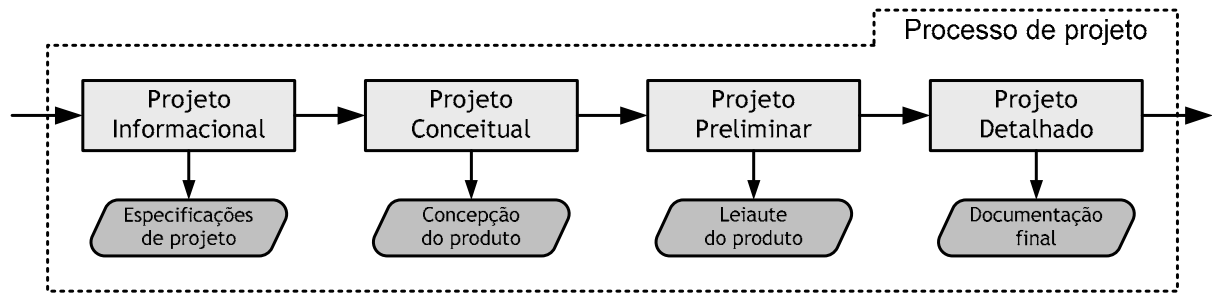 Processo de projeto
Projeto
Informacional
Projeto
Conceitual
Projeto
Preliminar
Projeto
Detalhado
Especificações
de projeto
Concepção
do produto
Leiaute
do produto
Documentação
final